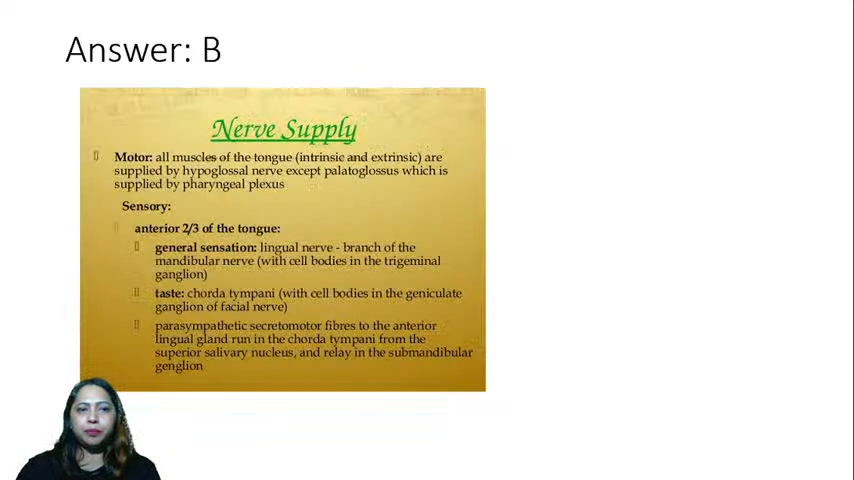 Answer: B
Nerve Supply
Motor: all muscles of the tongue (intrinsic and extrinsic) are
supplied by hypoglossal nerve except palatoglossus which is
supplied by pharyngeal plexus
Sensory:
anterior 2/3 of the tongue:
general sensation: lingual nerve - branch of the
mandibular nerve (with cell bodies in the trigeminal
ganglion)
taste: chorda tympani (with cell bodies in the geniculate
ganglion of facial nerve)
parasympathetic secretomotor fibres to the anterior
lingual gland run in the chorda tympani from the
superior salivary nucleus, and relay in the submandibular
genglion